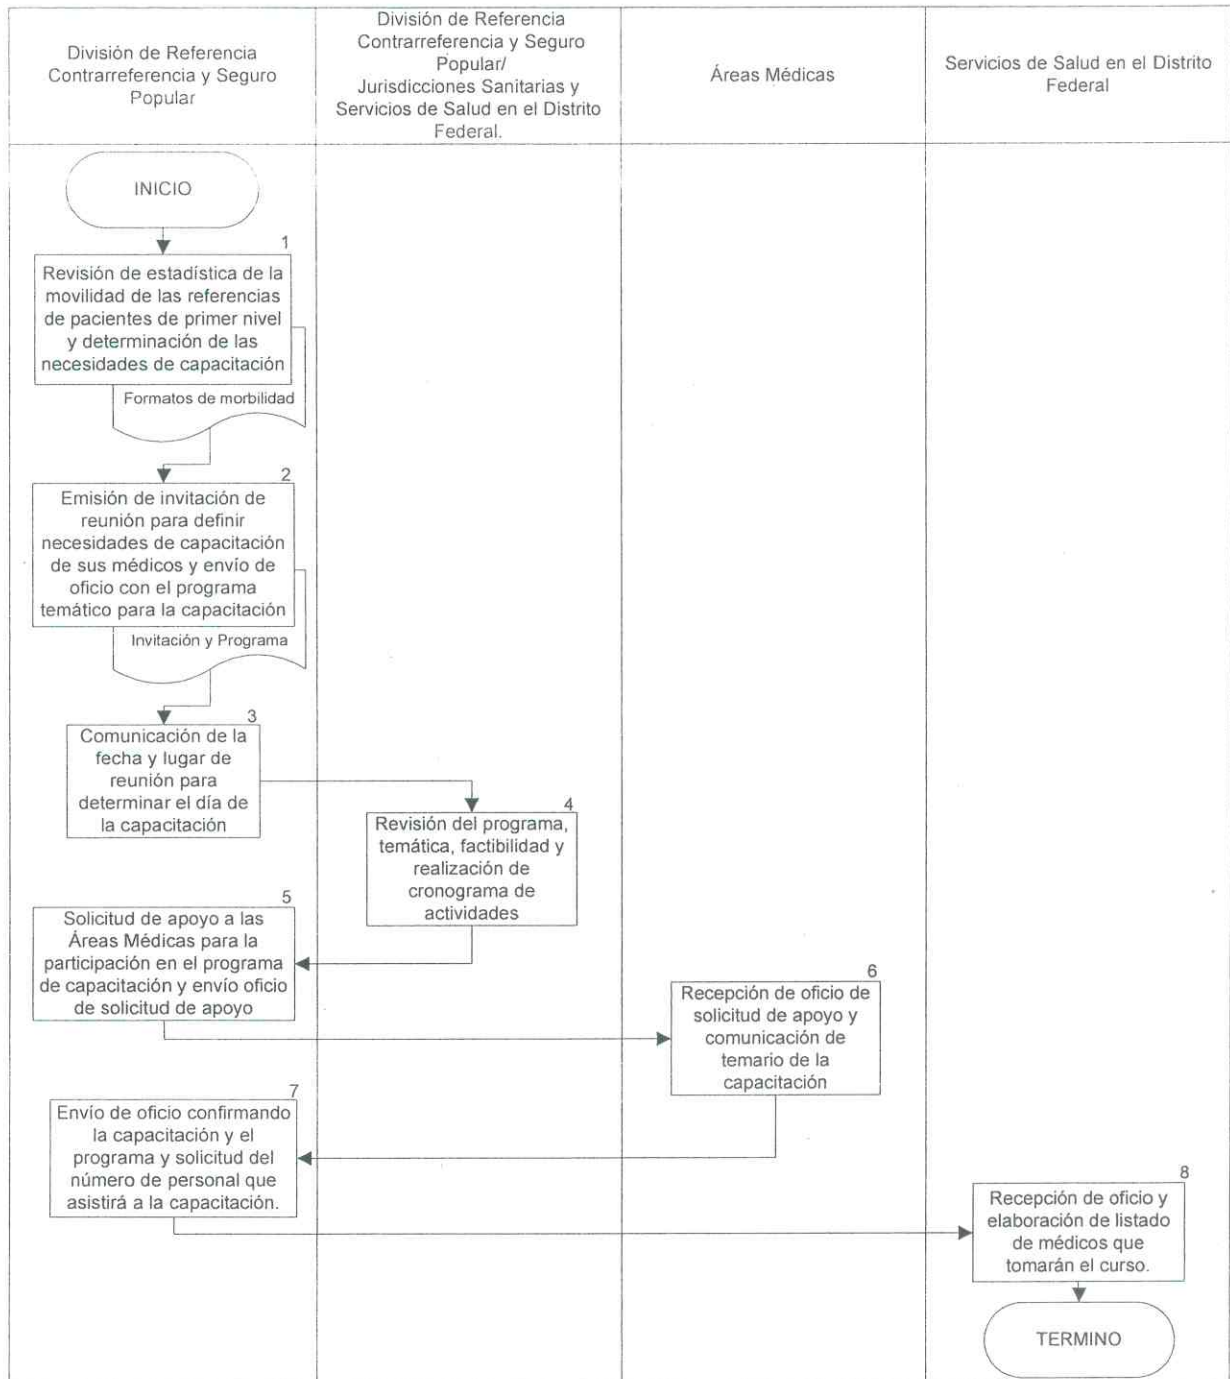 División de Referencia
Contrarreferencia y Seguro
Popular
División de Referencia
Contrarreferencia y Seguro
Popular/
Jurisdicciones Sanitarias y
Servicios de Salud en el Distrito
Federal.
Áreas Médicas
Servicios de Salud en el Distrito
Federal
INICIO
1
Revisión de estadística de la
movilidad de las referencias
de pacientes de primer nivel
y determinación de las
necesidades de capacitación
Formatos de morbilidad
2
Emisión de invitación de
reunión para definir
necesidades de capacitación
de sus médicos y envío de
oficio con el programa
temático para la capacitación
Invitación y Programa
3
Comunicación de la
fecha y lugar de
reunión para
determinar el día de
la capacitación
4
Revisión del programa,
temática, factibilidad y
realización de
cronograma de
actividades
5
Solicitud de apoyo a las
Áreas Médicas para la
participación en el programa
de capacitación y envío oficio
de solicitud de apoyo
6
Recepción de oficio de
solicitud de apoyo y
comunicación de
temario de la
capacitación
7
Envío de oficio confirmando
la capacitación y el
programa y solicitud del
número de personal que
asistirá a la capacitación.
8
Recepción de oficio y
elaboración de listado
de médicos que
tomarán el curso.
TERMINO